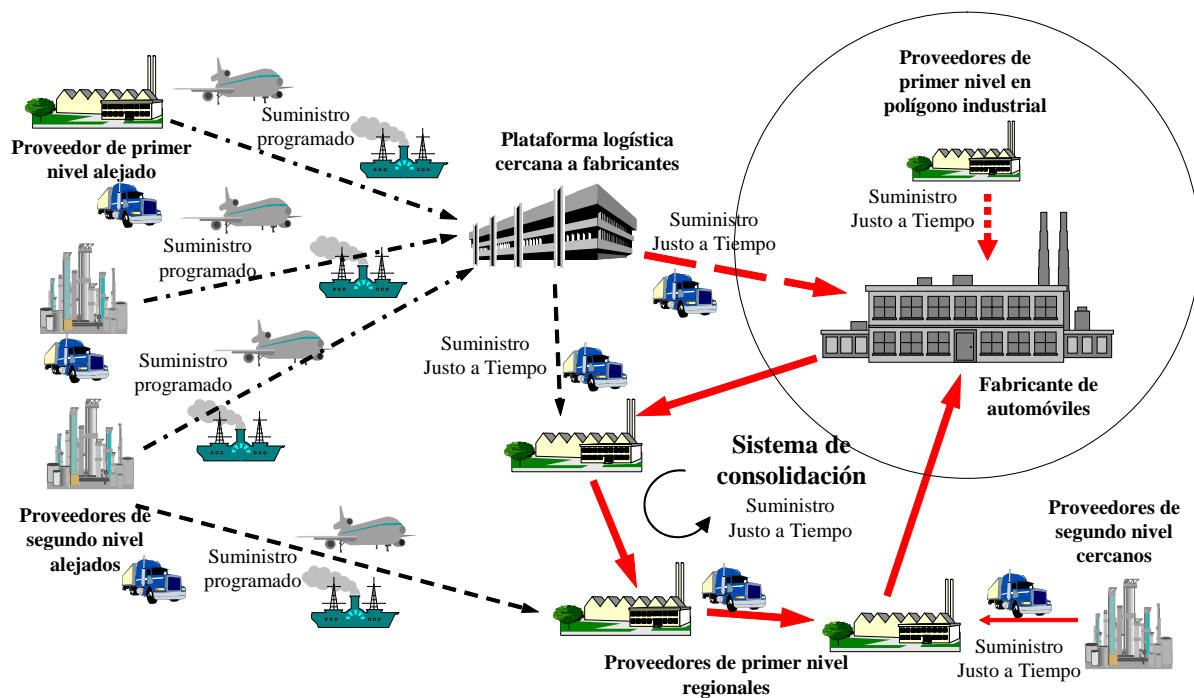 Proveedor de primer
nivel alejado
Suministro
programado
Suministro
programado
Suministro
programado
Proveedores de
segundo nivel
alejados
Suministro
programado
Plataforma logística
cercana a fabricantes
Suministro
Justo a Tiempo
Suministro
Justo a Tiempo
Proveedores de
primer nivel en
polígono industrial
Suministro
Justo a Tiempo
Fabricante de
automóviles
Sistema de
consolidación
Suministro
Justo a Tiempo
Proveedores de primer nivel
regionales
Proveedores de
segundo nivel
cercanos
Suministro
Justo a Tiempo